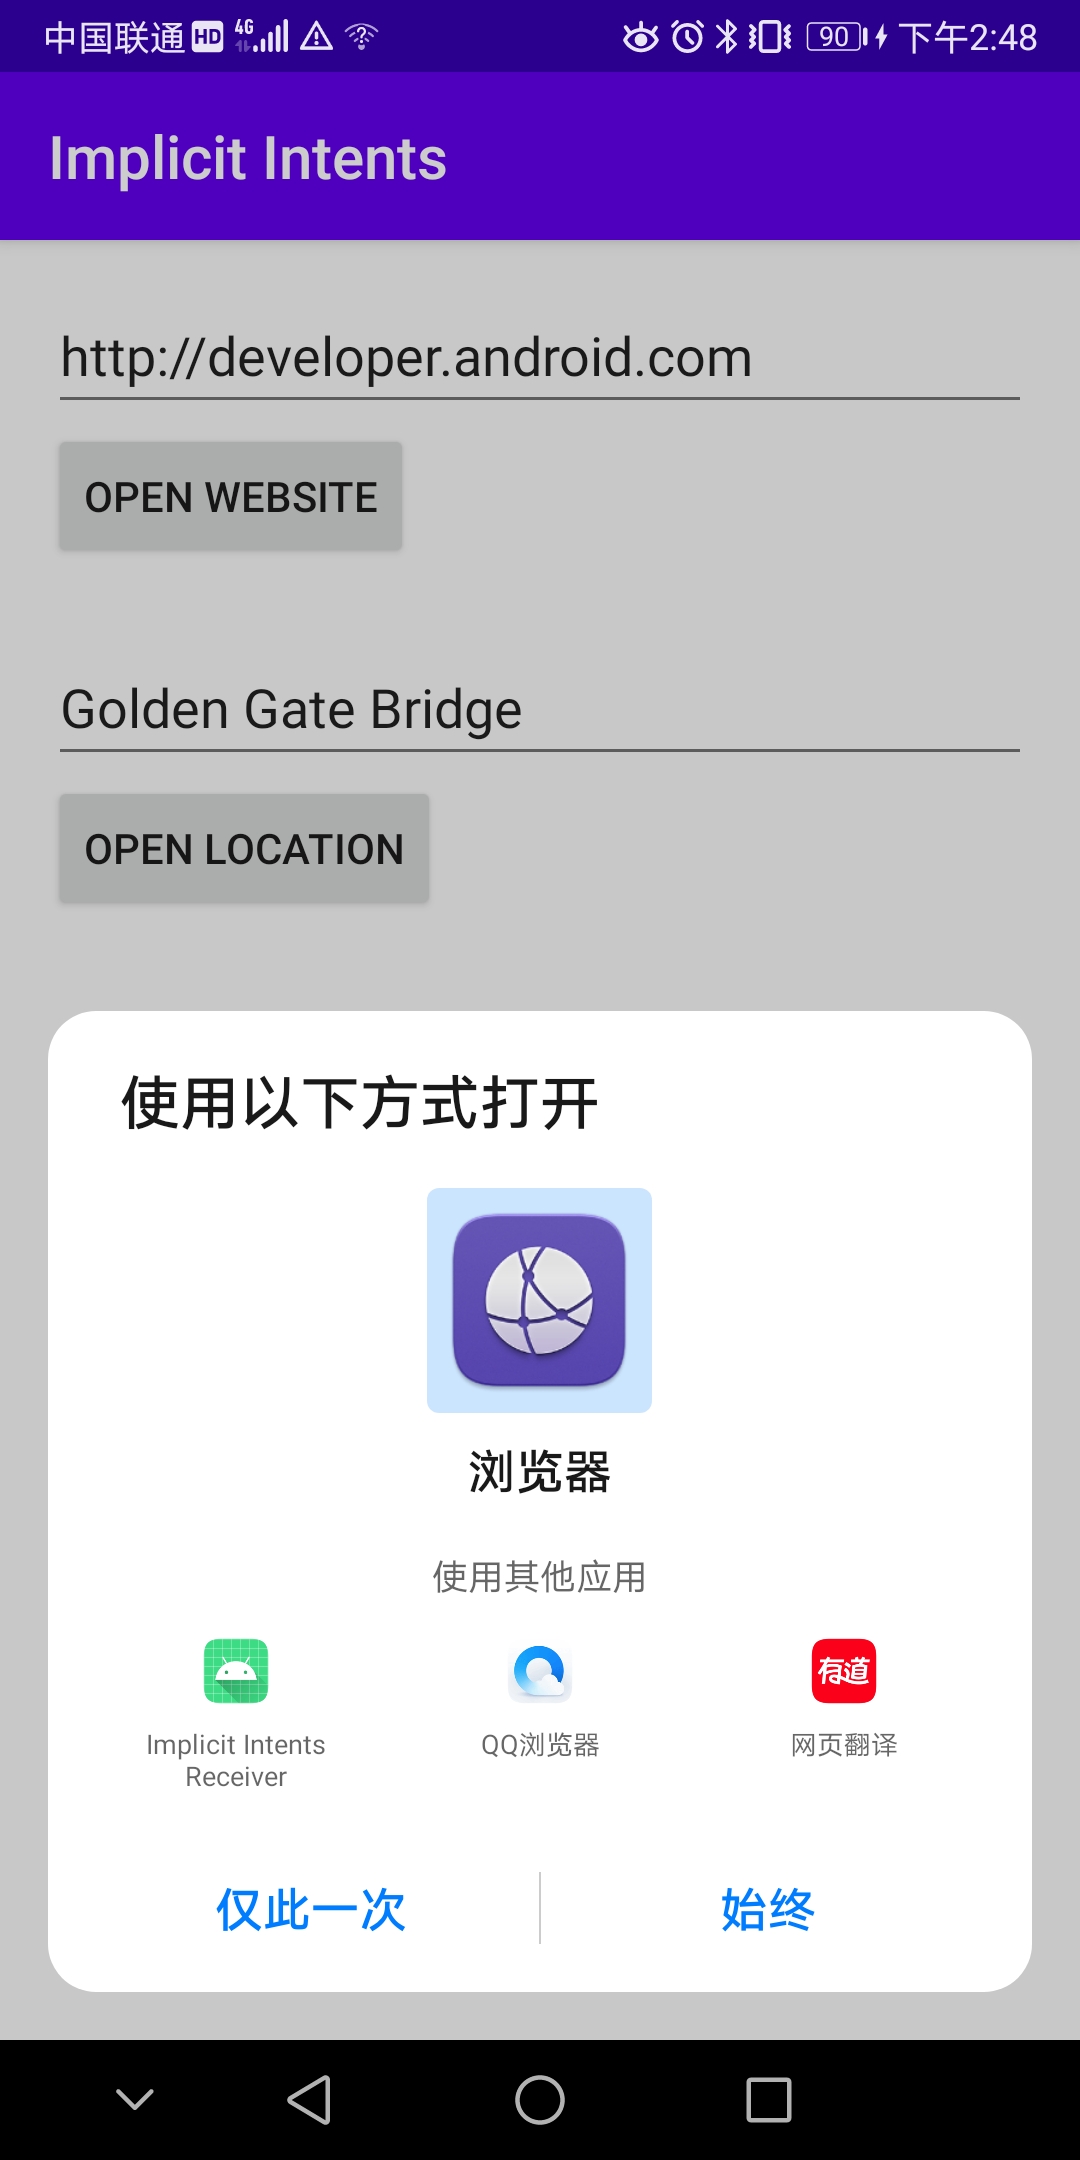 中国联通 HD 4G 90 下午2:48
Implicit Intents
http://developer.android.com
OPEN WEBSITE
Golden Gate Bridge
OPEN LOCATION
使用以下方式打开
浏览器
使用其他应用
有道
Implicit Intents
Receiver
QQ浏览器
网页翻译
仅此一次
始终